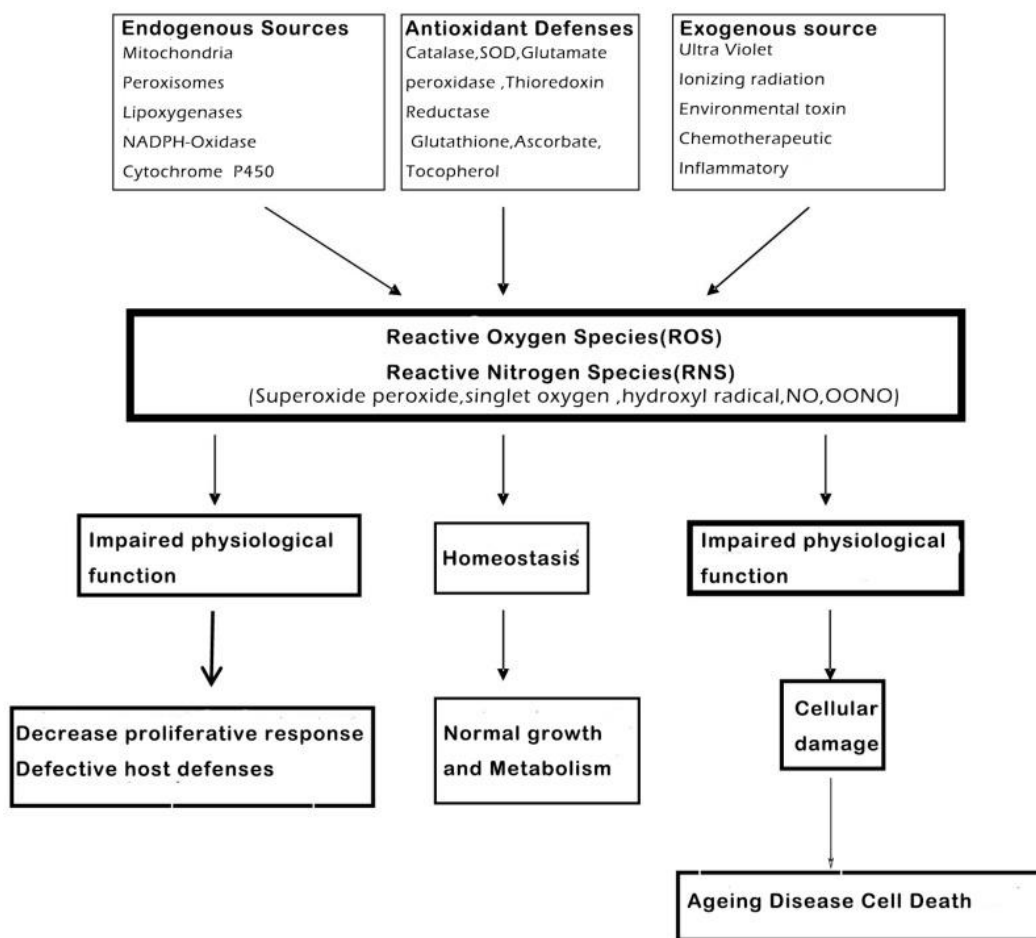 Endogenous Sources
Mitochondria
Peroxisomes
Lipoxygenases
NADPH-Oxidase
Cytochrome P450
Antioxidant Defenses
Catalase,SOD,Glutamate
peroxidase ,Thioredoxin
Reductase
Glutathione,Ascorbate,
Tocopherol
Exogenous source
Ultra Violet
Ionizing radiation
Environmental toxin
Chemotherapeutic
Inflammatory
Reactive Oxygen Species(ROS)
Reactive Nitrogen Species(RNS)
(Superoxide peroxide,singlet oxygen ,hydroxyl radical,NO,OONO)
Impaired physiological
function
Homeostasis
Impaired physiological
function
Decrease proliferative response
Defective host defenses
Normal growth
and Metabolism
Cellular
damage
Ageing Disease Cell Death